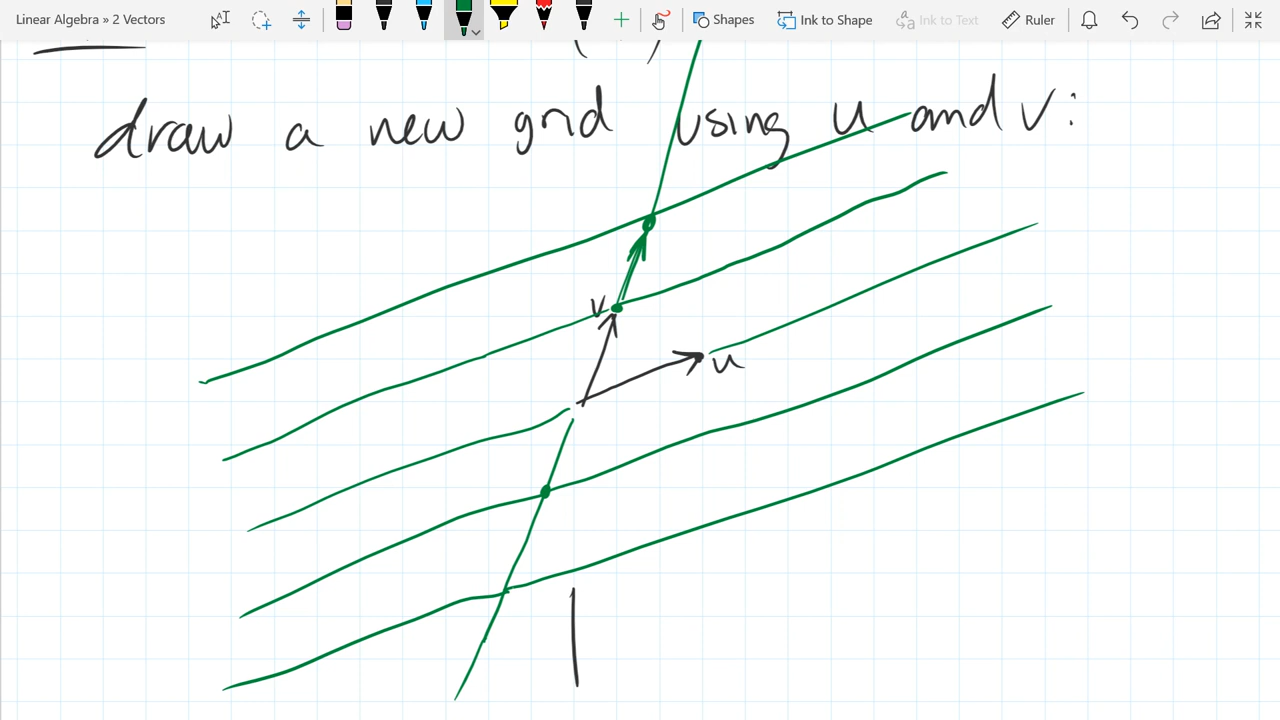 Linear Algebra » 2 Vectors
Shapes
Ink to Shape
Ink to Text
Ruler
draw a new grid using u and v:
v
u